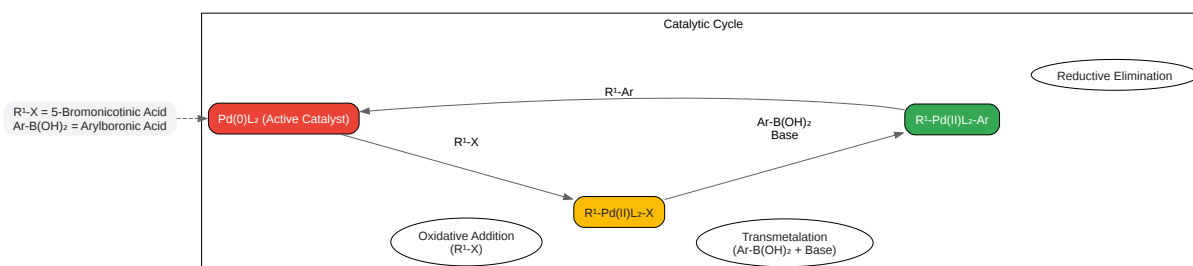 Catalytic Cycle
Reductive Elimination
R¹-X = 5-Bromonicotinic Acid
Ar-B(OH)₂ = Arylboronic Acid
Pd(0)L₂ (Active Catalyst)
R¹-Ar
R¹-X
Ar-B(OH)₂
Base
R¹-Pd(II)L₂-Ar
R¹-Pd(II)L₂-X
Oxidative Addition
(R¹-X)
Transmetalation
(Ar-B(OH)₂ + Base)